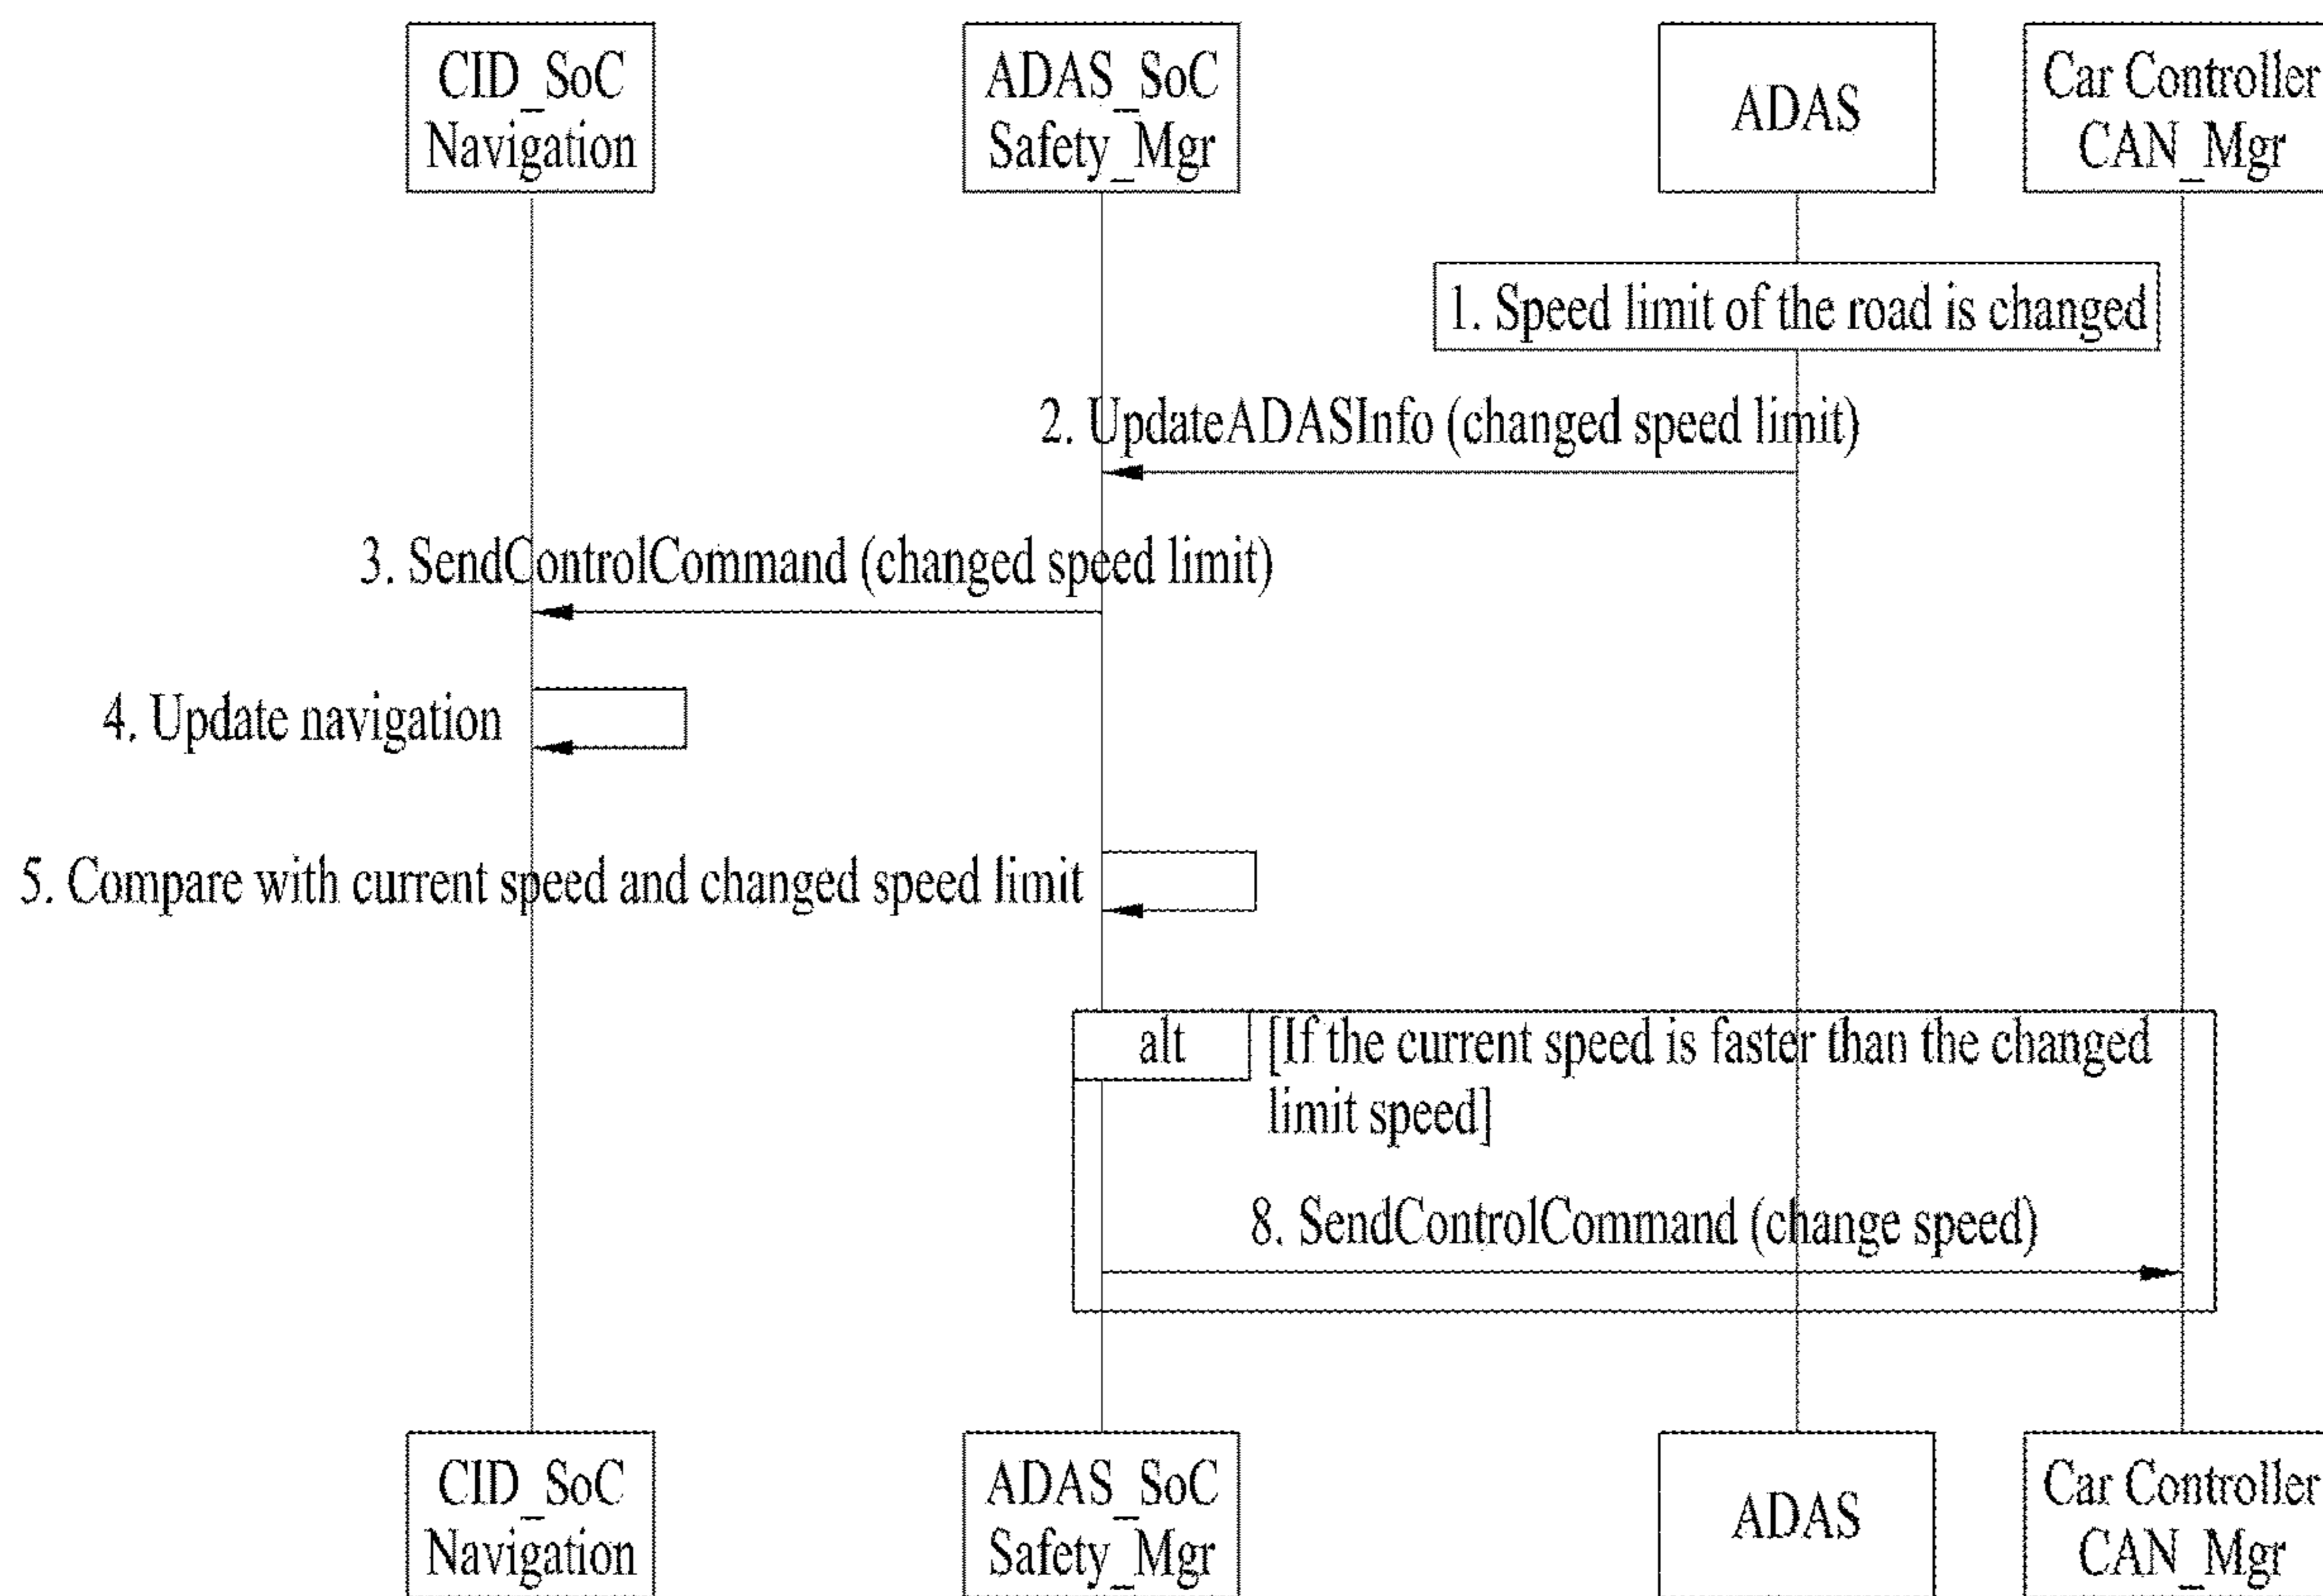 CID_SoC
Navigation
ADAS_SoC
Safety_Mgr
ADAS
Car Controller
CAN_Mgr
1. Speed limit of the road is changed
2. UpdateADASInfo (changed speed limit)
3. SendControlCommand (changed speed limit)
4. Update navigation
5. Compare with current speed and changed speed limit
alt
[If the current speed is faster than the changed
limit speed]
8. SendControlCommand (change speed)
CID_SoC
Navigation
ADAS_SoC
Safety_Mgr
ADAS
Car Controller
CAN_Mgr